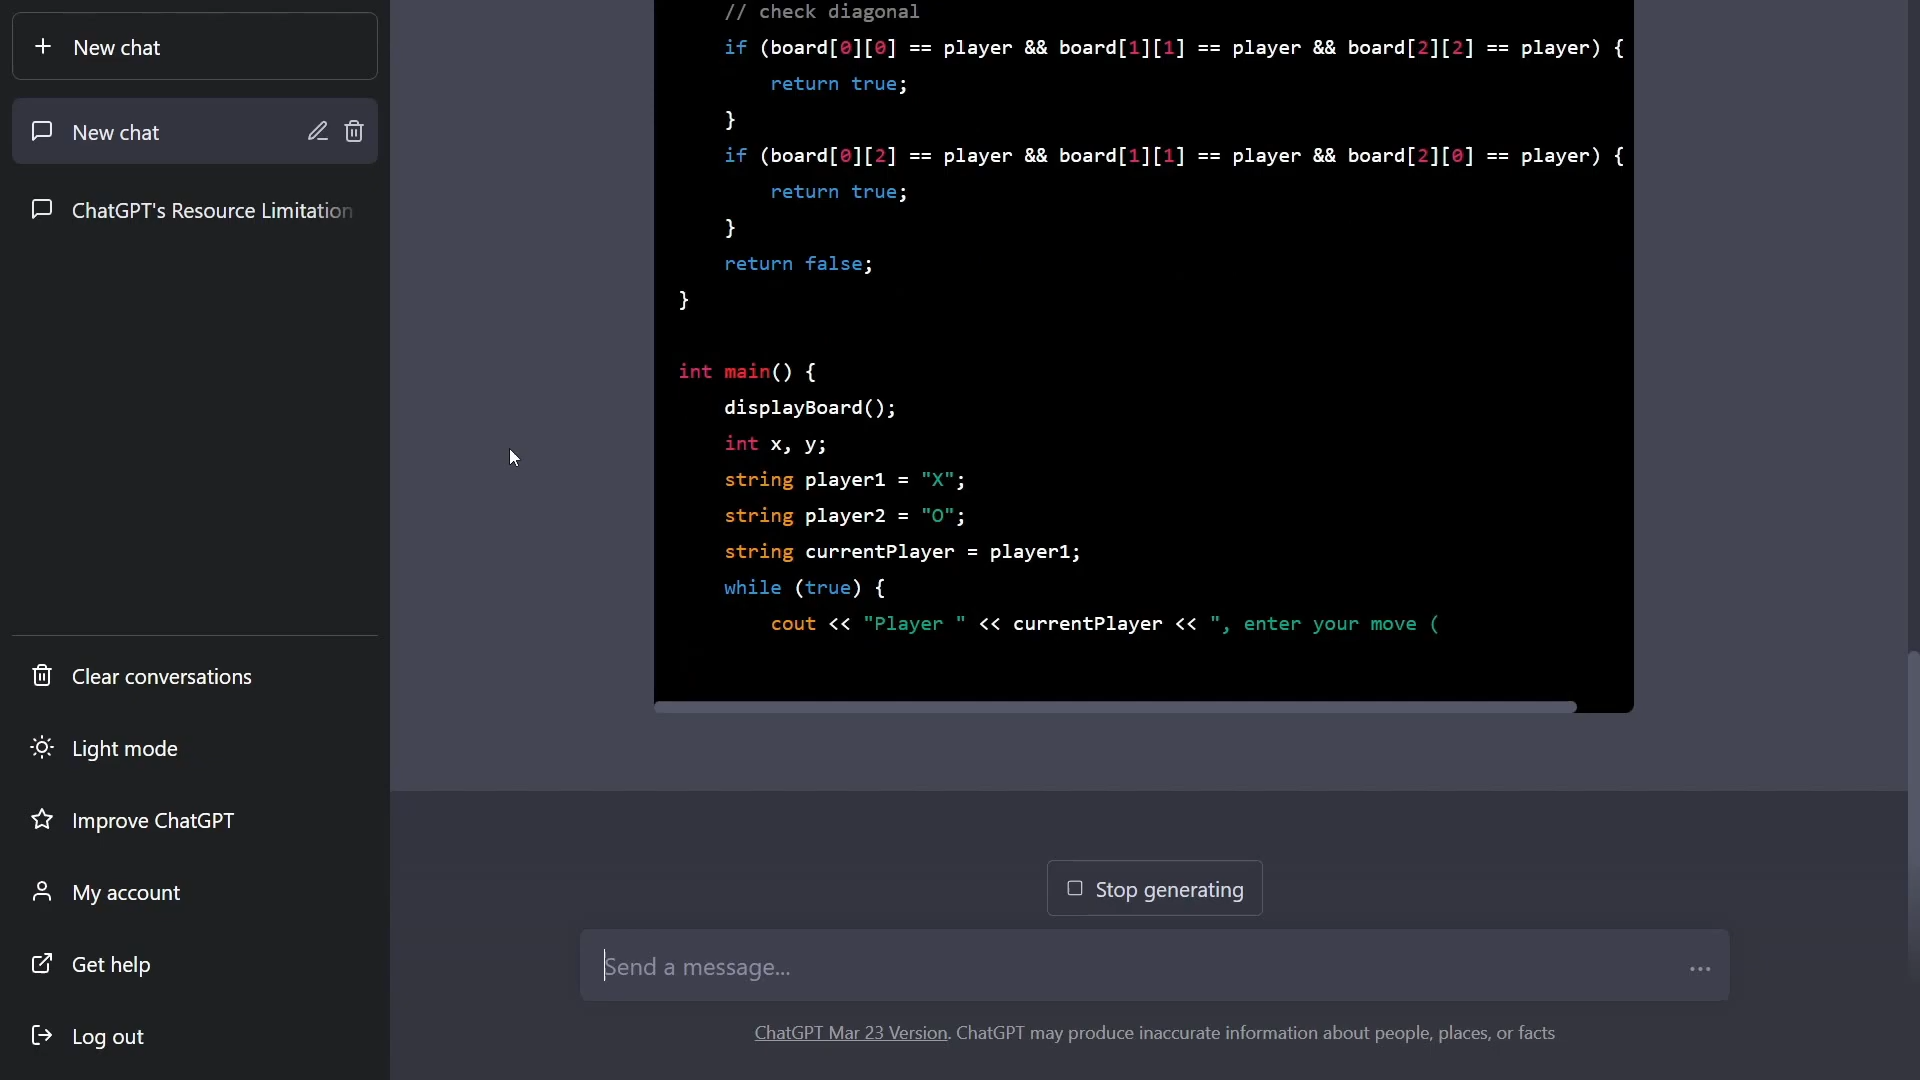 New chat
New chat
ChatGPT's Resource Limitation
Clear conversations
Light mode
Improve ChatGPT
My account
Get help
Log out
// check diagonal
if (board[0][0] == player && board[1][1] == player && board[2][2] == player) {
return true;
}
if (board[0][2] == player && board[1][1] == player && board[2][0] == player) {
return true;
}
return false;
}
int main() {
displayBoard();
int x, y;
string player1 = "X";
string player2 = "O";
string currentPlayer = player1;
while (true) {
cout << "Player " << currentPlayer << ", enter your move (
Stop generating
Send a message...
ChatGPT Mar 23 Version. ChatGPT may produce inaccurate information about people, places, or facts